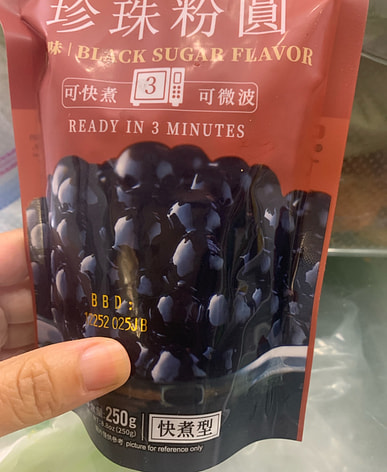 珍珠粉圓
味 | BLACK SUGAR FLAVOR
可快煮 3 可微波
READY IN 3 MINUTES
BBD:
250g
(250g)
快煮型
picture for reference only